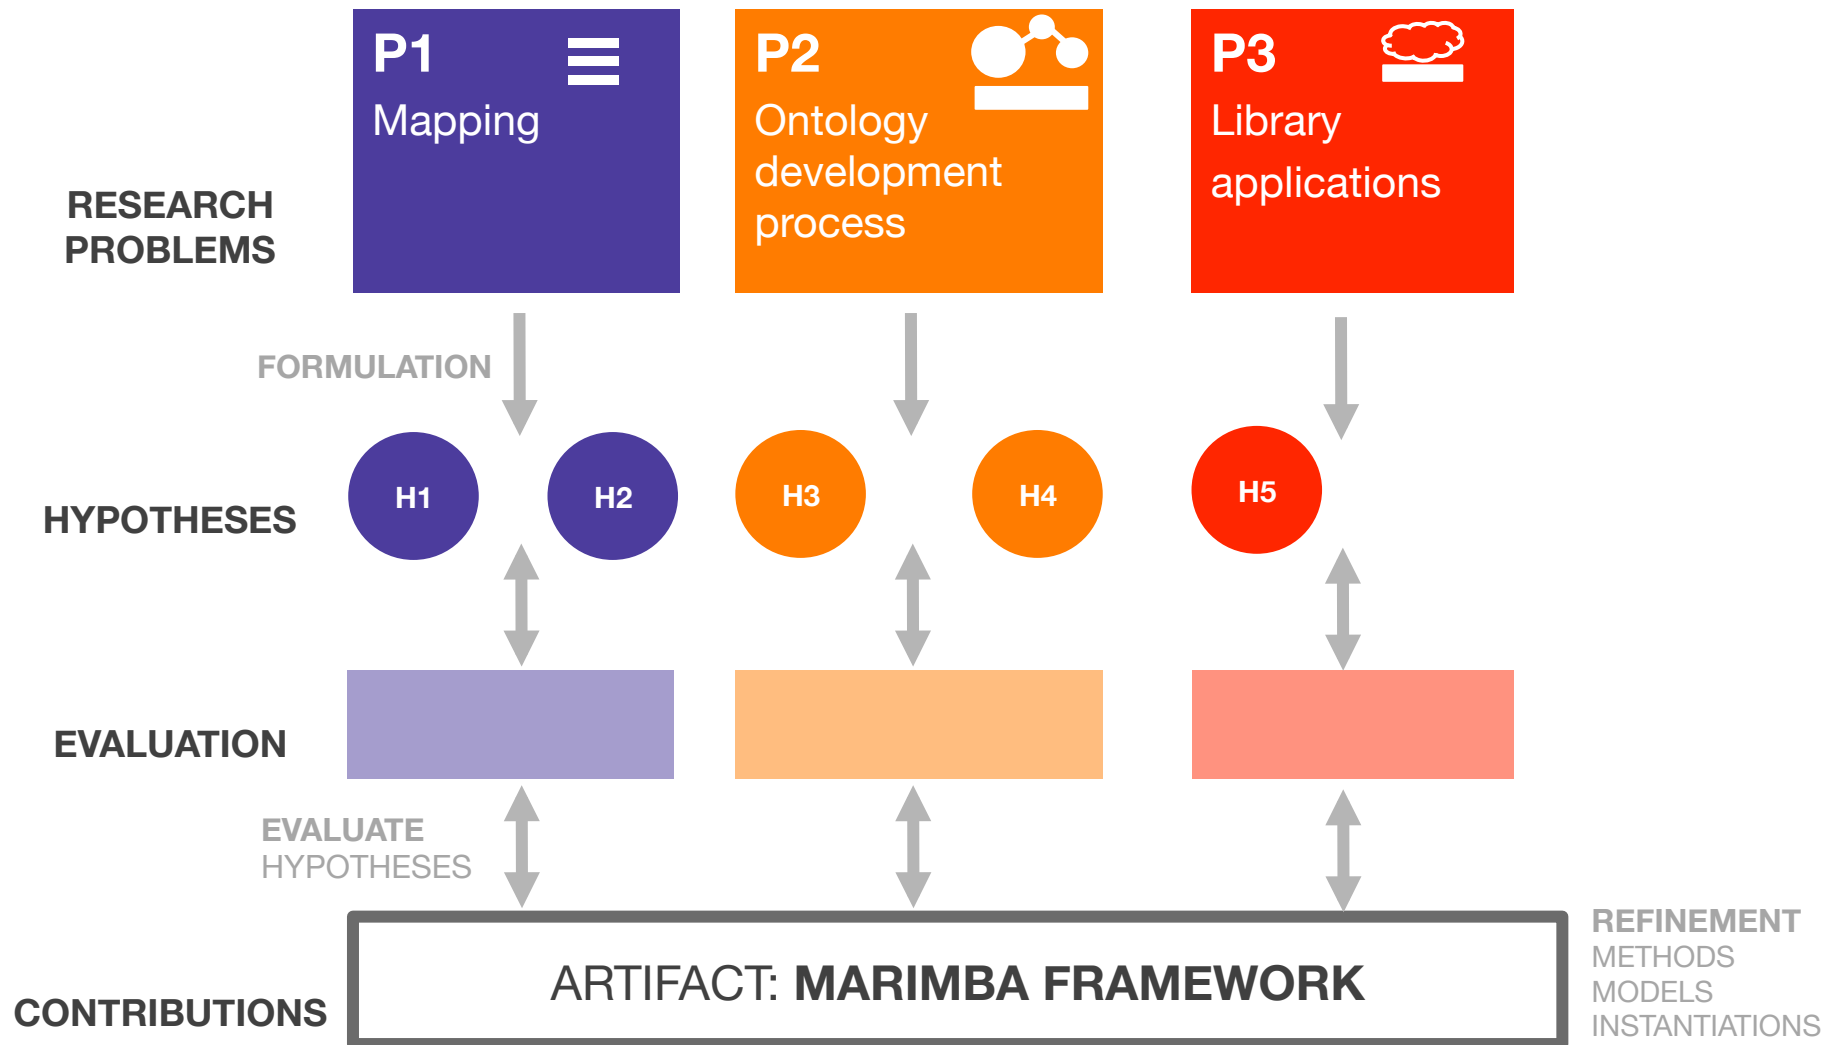 P1
Mapping
P2
Ontology
development
process
P3
Library
applications
RESEARCH
PROBLEMS
FORMULATION
HYPOTHESES
H1
H2
H3
H4
H5
EVALUATION
EVALUATE
HYPOTHESES
CONTRIBUTIONS
ARTIFACT: MARIMBA FRAMEWORK
REFINEMENT
METHODS
MODELS
INSTANTIATIONS